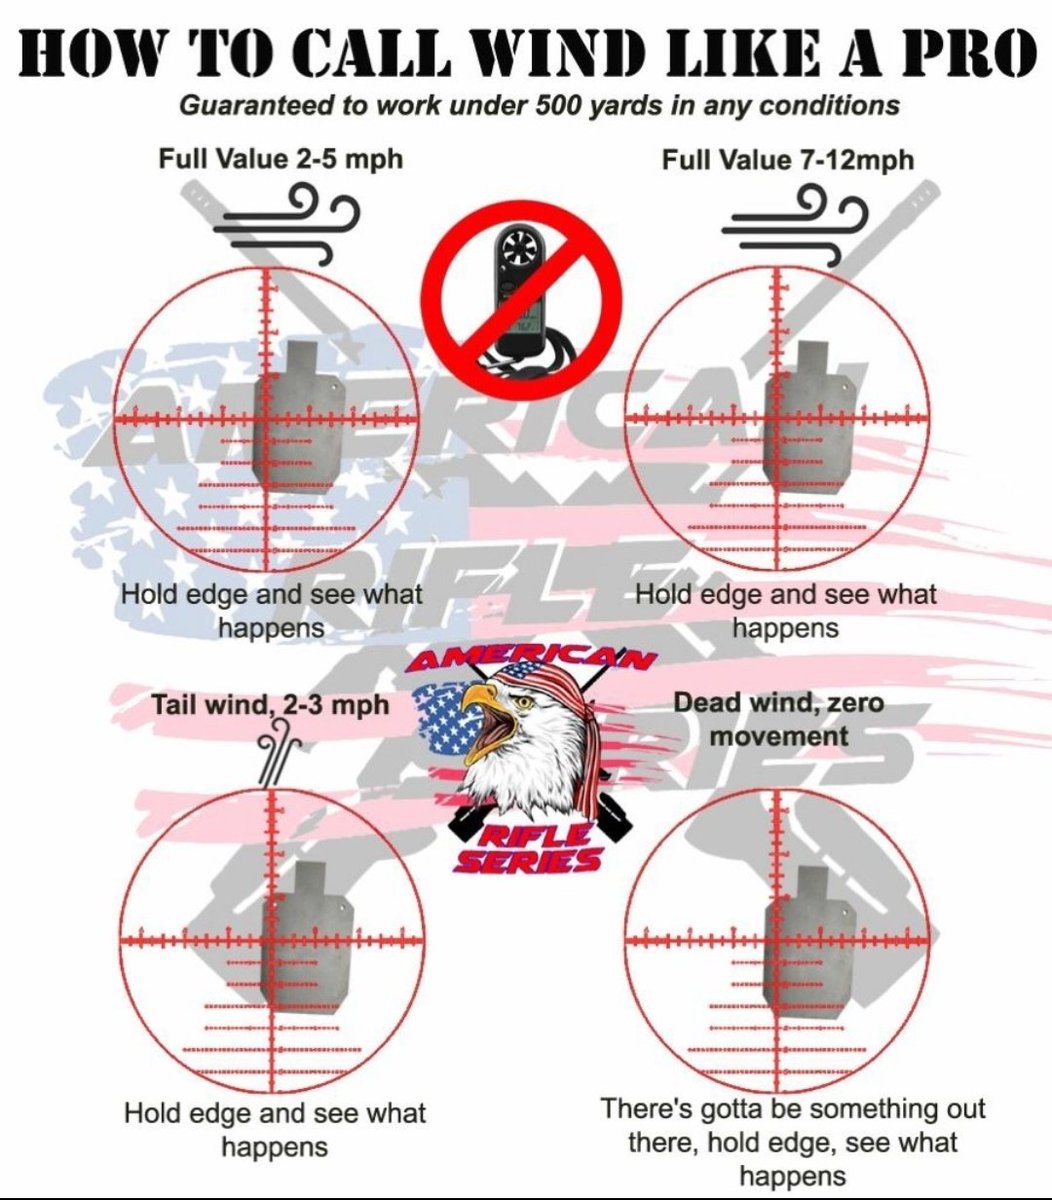 HOW TO CALL WIND LIKE A PRO
Guaranteed to work under 500 yards in any conditions
Full Value 2-5 mph
Full Value 7-12mph
Hold edge and see what
happens
Hold edge and see what
happens
AMERICAN
RIFLE
SERIES
Tail wind, 2-3 mph
Dead wind, zero
movement
AMERICAN
RIFLE
SERIES
Hold edge and see what
happens
There's gotta be something out
there, hold edge, see what
happens